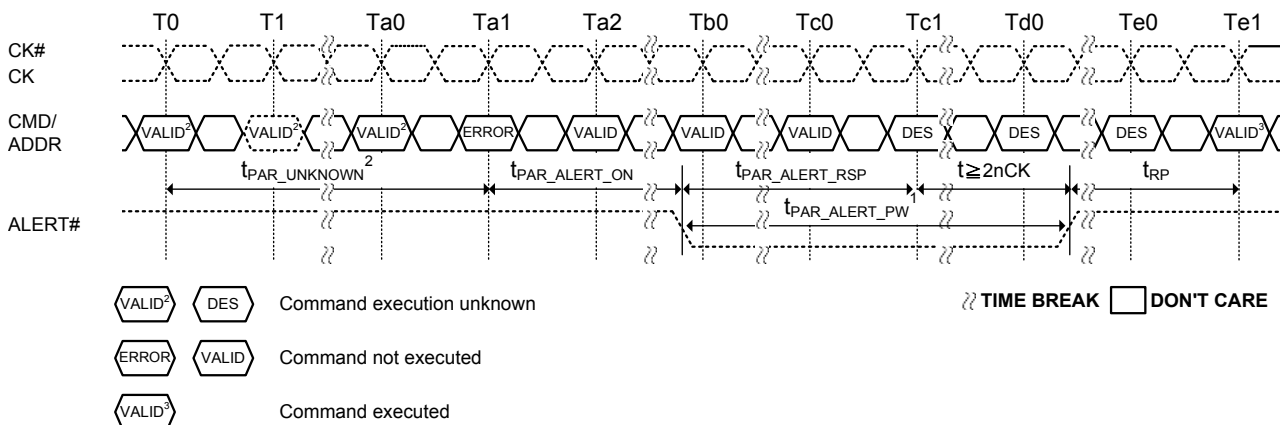 T0 T1 Ta0 Ta1 Ta2 Tb0 Tc0 Tc1 Td0 Te0 Te1
CK#
CK
CMD/
ADDR
VALID² VALID² VALID² ERROR VALID VALID VALID DES DES DES VALID³
tPAR_UNKNOWN² tPAR_ALERT_ON tPAR_ALERT_RSP t≧2nCK tRP
tPAR_ALERT_PW¹
ALERT#
VALID² DES Command execution unknown
TIME BREAK DON'T CARE
ERROR VALID Command not executed
VALID³ Command executed